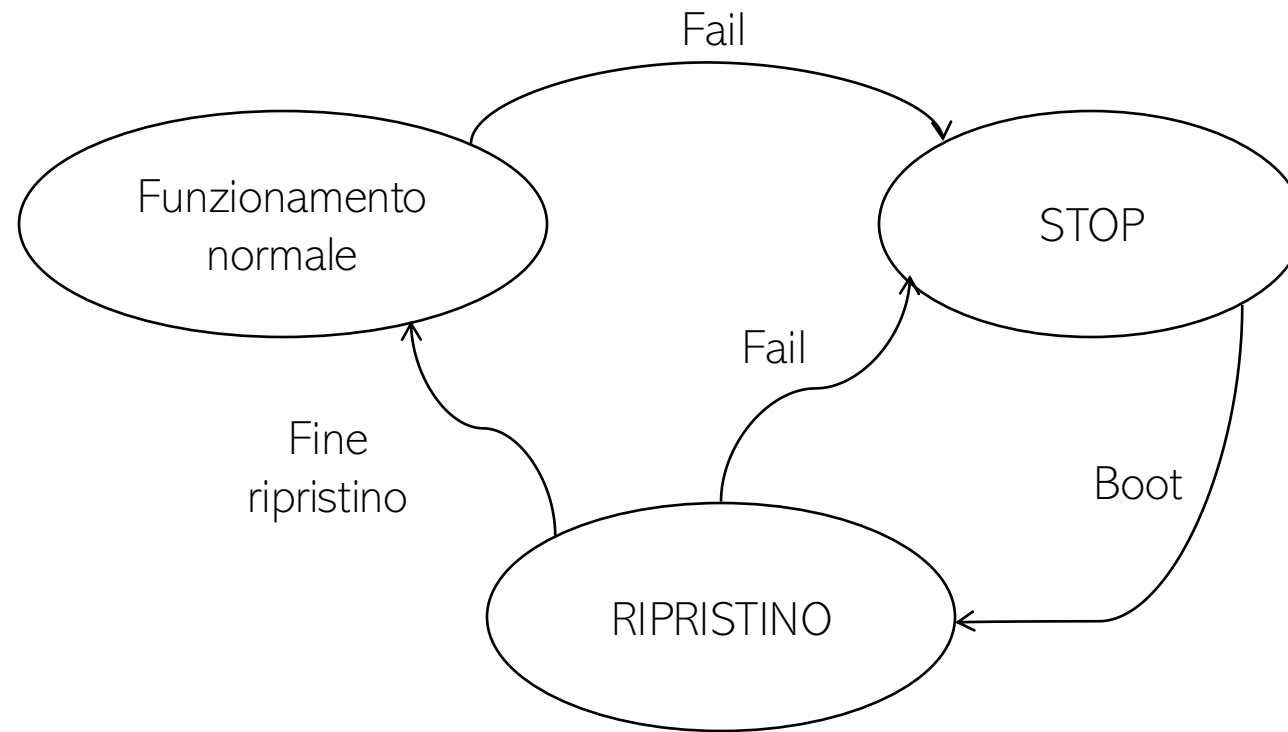 Fail
Funzionamento
normale
STOP
Fail
Fine
ripristino
Boot
RIPRISTINO